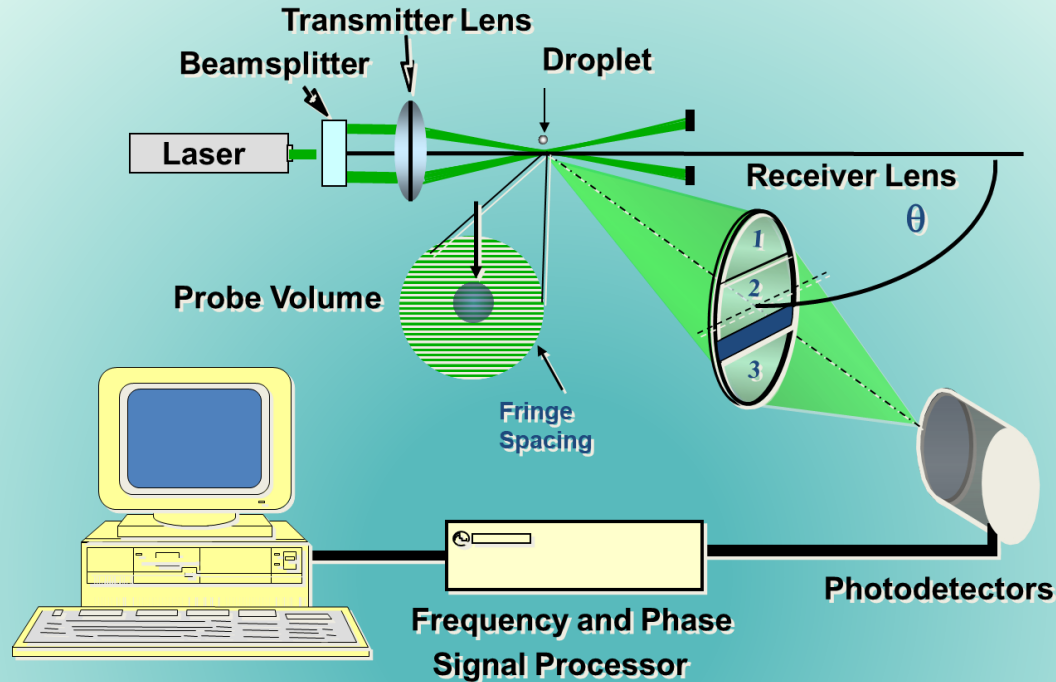 Transmitter Lens
Beamsplitter
Droplet
Laser
Receiver Lens
θ
1
2
3
Probe Volume
Fringe
Spacing
Photodetectors
Frequency and Phase
Signal Processor